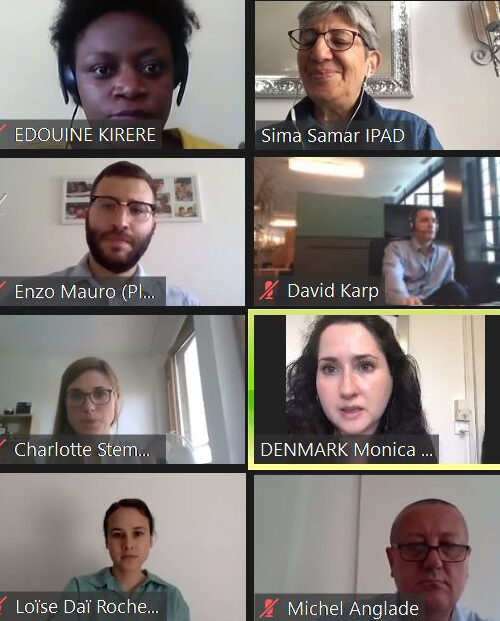 EDOUINE KIRERE
Sima Samar IPAD
Enzo Mauro (Pl...
David Karp
Charlotte Stem...
DENMARK Monica ...
Loïse Daï Roche...
Michel Anglade